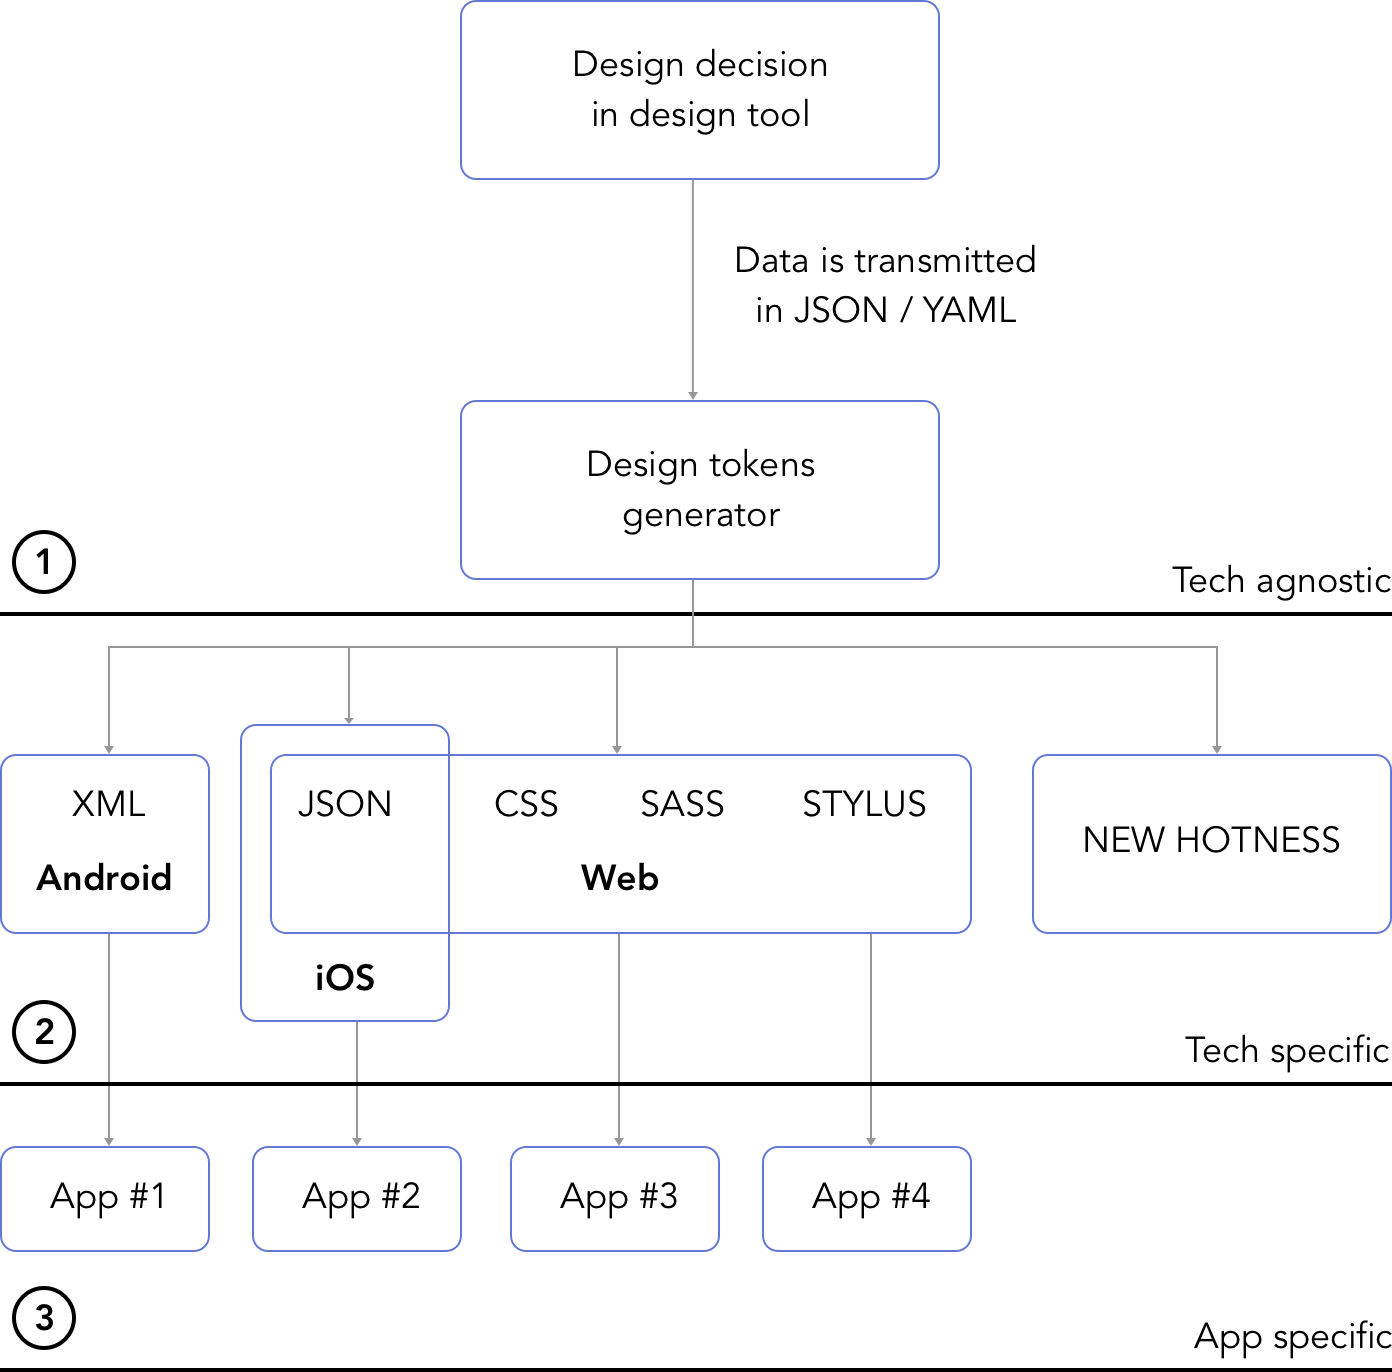 Design decision
in design tool
Data is transmitted
in JSON / YAML
Design tokens
generator
1
Tech agnostic
XML
Android
JSON
CSS
SASS
STYLUS
Web
iOS
NEW HOTNESS
2
Tech specific
App #1
App #2
App #3
App #4
3
App specific